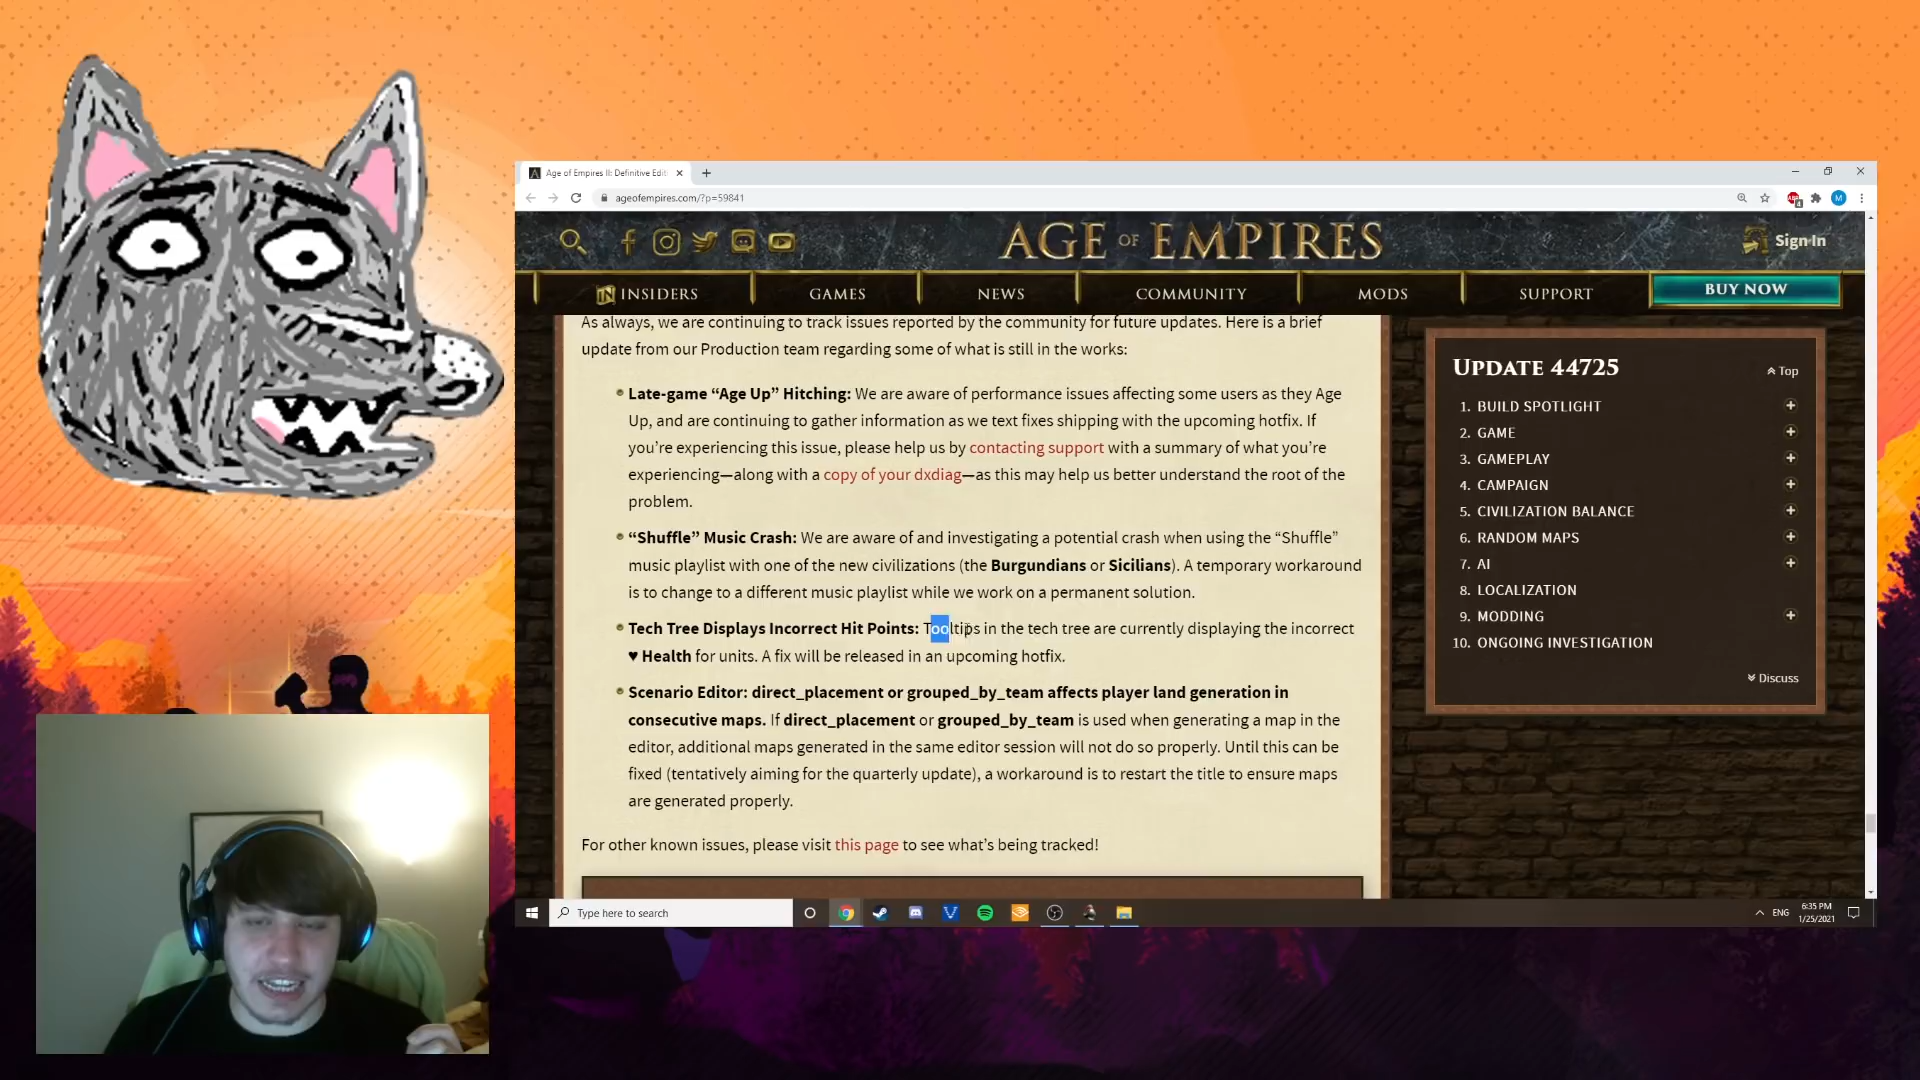 Age of Empires II: Definitive Edit
ageofempires.com/?p=59841
M
AGE OF EMPIRES
Sign In
INSIDERS
GAMES
NEWS
COMMUNITY
MODS
SUPPORT
BUY NOW
As always, we are continuing to track issues reported by the community for future updates. Here is a brief
update from our Production team regarding some of what is still in the works:
Late-game “Age Up” Hitching: We are aware of performance issues affecting some users as they Age
Up, and are continuing to gather information as we text fixes shipping with the upcoming hotfix. If
you’re experiencing this issue, please help us by contacting support with a summary of what you’re
experiencing—along with a copy of your dxdiag—as this may help us better understand the root of the
problem.
“Shuffle” Music Crash: We are aware of and investigating a potential crash when using the “Shuffle”
music playlist with one of the new civilizations (the Burgundians or Sicilians). A temporary workaround
is to change to a different music playlist while we work on a permanent solution.
Tech Tree Displays Incorrect Hit Points: Tooltips in the tech tree are currently displaying the incorrect
♥ Health for units. A fix will be released in an upcoming hotfix.
Scenario Editor: direct_placement or grouped_by_team affects player land generation in
consecutive maps. If direct_placement or grouped_by_team is used when generating a map in the
editor, additional maps generated in the same editor session will not do so properly. Until this can be
fixed (tentatively aiming for the quarterly update), a workaround is to restart the title to ensure maps
are generated properly.
For other known issues, please visit this page to see what’s being tracked!
UPDATE 44725
Top
1. BUILD SPOTLIGHT
2. GAME
3. GAMEPLAY
4. CAMPAIGN
5. CIVILIZATION BALANCE
6. RANDOM MAPS
7. AI
8. LOCALIZATION
9. MODDING
10. ONGOING INVESTIGATION
Discuss
Type here to search
ENG
6:35 PM
1/25/2021